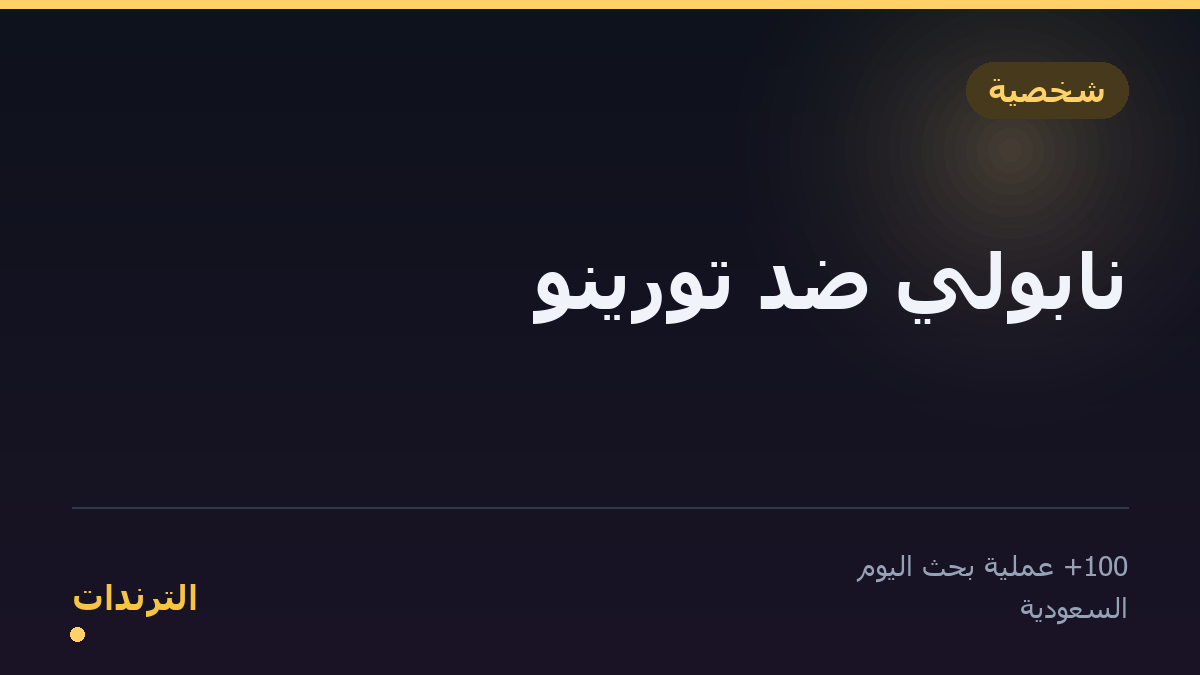 شخصية
نابولي ضد تورينو
100+ عملية بحث اليوم
السعودية
الترندات